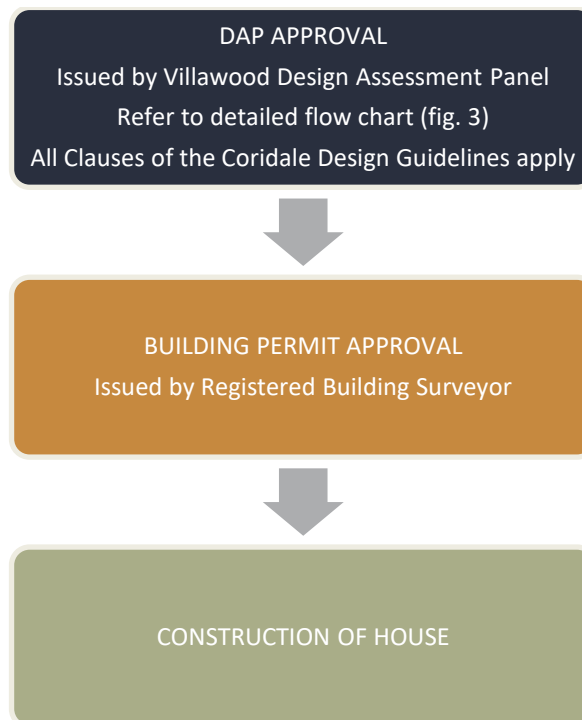 DAP APPROVAL
Issued by Villawood Design Assessment Panel
Refer to detailed flow chart (fig. 3)
All Clauses of the Coridale Design Guidelines apply
BUILDING PERMIT APPROVAL
Issued by Registered Building Surveyor
CONSTRUCTION OF HOUSE